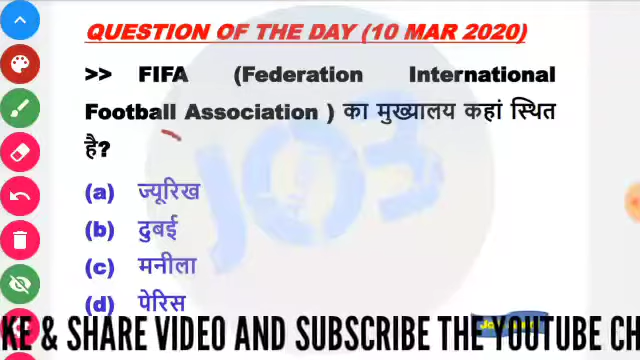 QUESTION OF THE DAY (10 MAR 2020)
>> FIFA (Federation International
Football Association ) का मुख्यालय कहां स्थित
है?
(a) ज्यूरिख
(b) दुबई
(c) मनीला
(d) पेरिस
JOB
KE & SHARE VIDEO AND SUBSCRIBE THE YOUTUBE CH